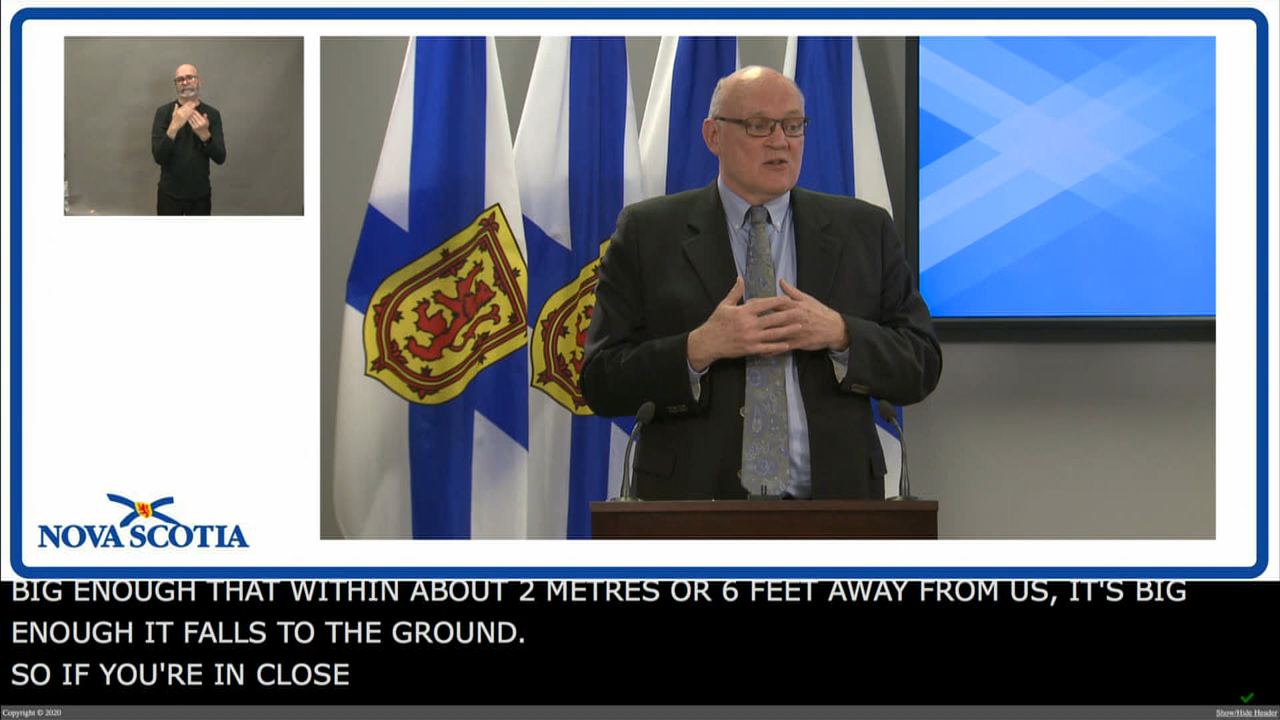 NOVA SCOTIA
BIG ENOUGH THAT WITHIN ABOUT 2 METRES OR 6 FEET AWAY FROM US, IT'S BIG
ENOUGH IT FALLS TO THE GROUND.
SO IF YOU'RE IN CLOSE
Copyright © 2020
Show/Hide Header